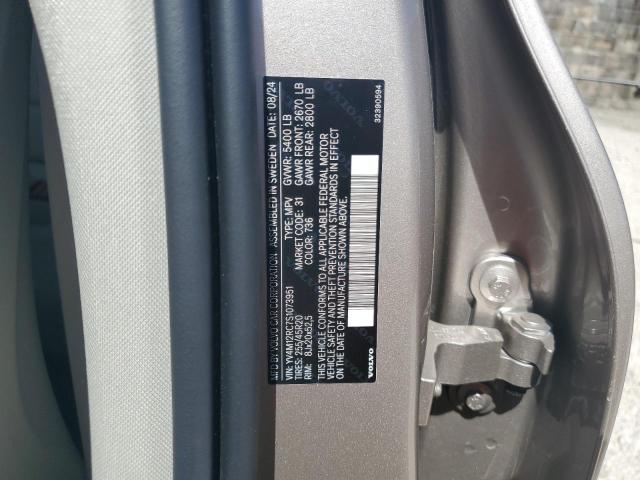 MFD BY VOLVO CAR CORPORATION ASSEMBLED IN SWEDEN DATE: 08/24
VIN: YV4M12RC7S1073951 TYPE: MPV GVWR: 5400 LB
TIRES: 255/45R20 MARKET CODE: 31 GAWR FRONT: 2670 LB
RIM: 8Jx20x52,5 COLOR: 736 GAWR REAR: 2800 LB
THIS VEHICLE CONFORMS TO ALL APPLICABLE FEDERAL MOTOR
VEHICLE SAFETY AND THEFT PREVENTION STANDARDS IN EFFECT
ON THE DATE OF MANUFACTURE SHOWN ABOVE.
VOLVO
32390594